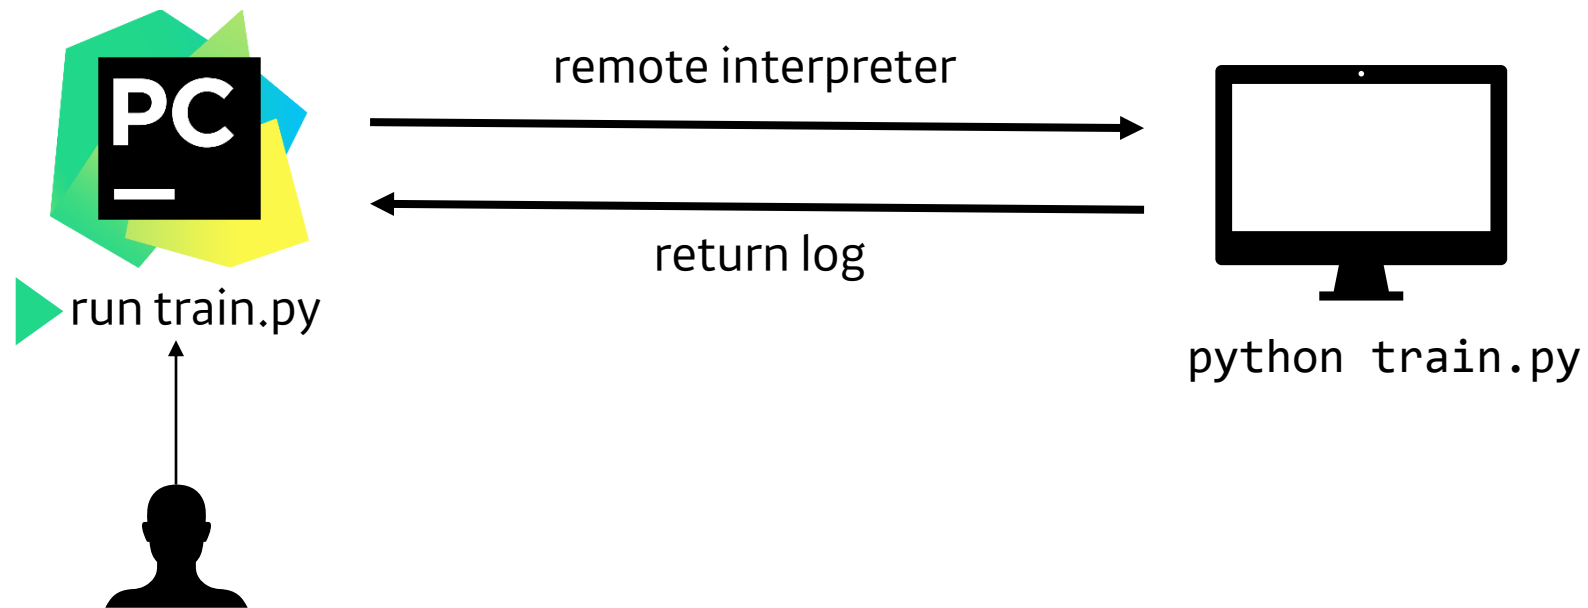 PC
remote interpreter
return log
run train.py
python train.py